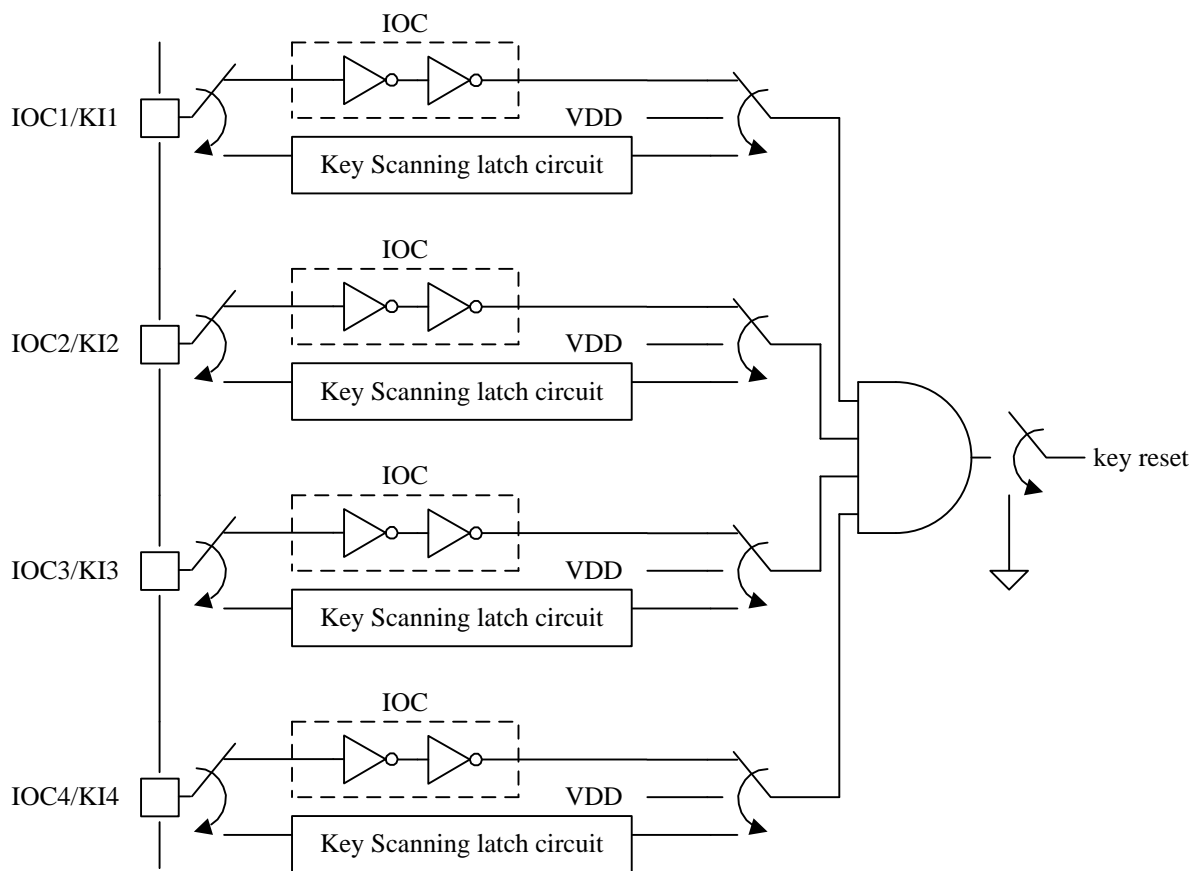 IOC
IOC1/KI1
VDD
Key Scanning latch circuit
IOC
IOC2/KI2
VDD
Key Scanning latch circuit
key reset
IOC
IOC3/KI3
VDD
Key Scanning latch circuit
IOC
IOC4/KI4
VDD
Key Scanning latch circuit